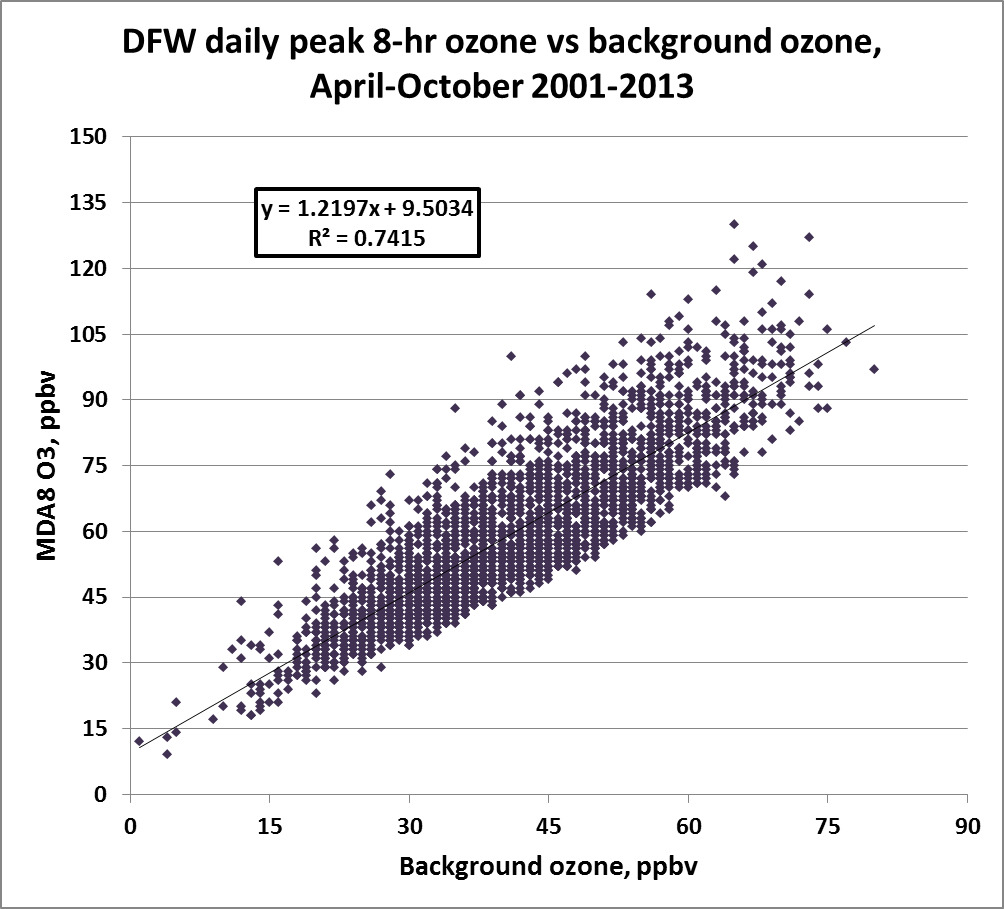 DFW daily peak 8-hr ozone vs background ozone,
April-October 2001-2013
150
135
120
105
90
75
60
45
30
15
0
MDA8 O3, ppbv
y = 1.2197x + 9.5034
R² = 0.7415
0 15 30 45 60 75 90
Background ozone, ppbv